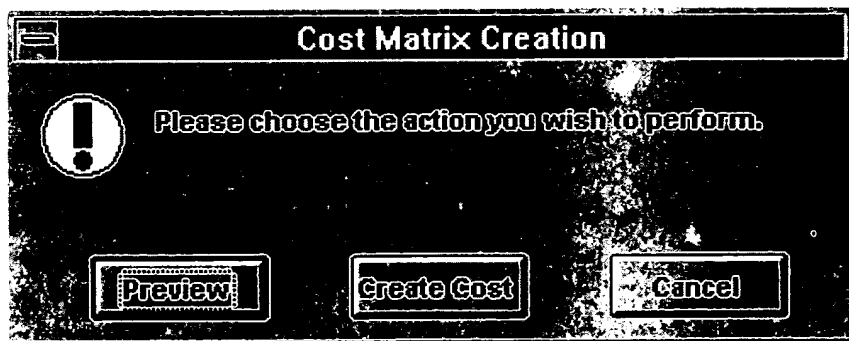 Cost Matrix Creation
Please choose the action you wish to perform.
Preview Create Cost Cancel